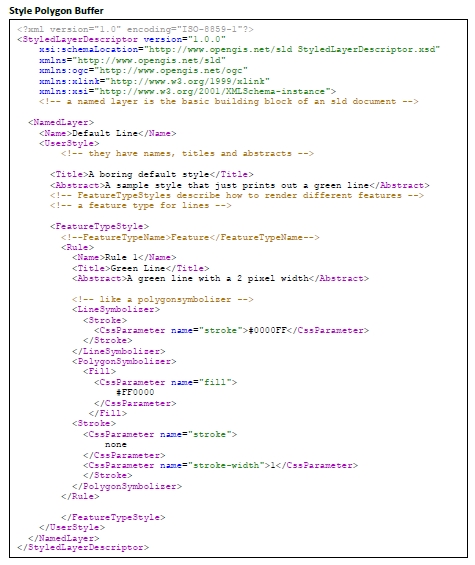 Style Polygon Buffer
<?xml version="1.0" encoding="ISO-8859-1"?>
<StyledLayerDescriptor version="1.0.0"
xsi:schemaLocation="http://www.opengis.net/sld StyledLayerDescriptor.xsd"
xmlns="http://www.opengis.net/sld"
xmlns:ogc="http://www.opengis.net/ogc"
xmlns:xlink="http://www.w3.org/1999/xlink"
xmlns:xsi="http://www.w3.org/2001/XMLSchema-instance">
<!-- a named layer is the basic building block of an sld document -->
<NamedLayer>
<Name>Default Line</Name>
<UserStyle>
<!-- they have names, titles and abstracts -->
<Title>A boring default style</Title>
<Abstract>A sample style that just prints out a green line</Abstract>
<!-- FeatureTypeStyles describe how to render different features -->
<!-- a feature type for lines -->
<FeatureTypeStyle>
<!--FeatureTypeName>Feature</FeatureTypeName-->
<Rule>
<Name>Rule 1</Name>
<Title>Green Line</Title>
<Abstract>A green line with a 2 pixel width</Abstract>
<!-- like a polygonsymbolizer -->
<LineSymbolizer>
<Stroke>
<CssParameter name="stroke">#0000FF</CssParameter>
</Stroke>
</LineSymbolizer>
<PolygonSymbolizer>
<Fill>
<CssParameter name="fill">
#FF0000
</CssParameter>
</Fill>
<Stroke>
<CssParameter name="stroke">
none
</CssParameter>
<CssParameter name="stroke-width">1</CssParameter>
</Stroke>
</PolygonSymbolizer>
</Rule>
</FeatureTypeStyle>
</UserStyle>
</NamedLayer>
</StyledLayerDescriptor>